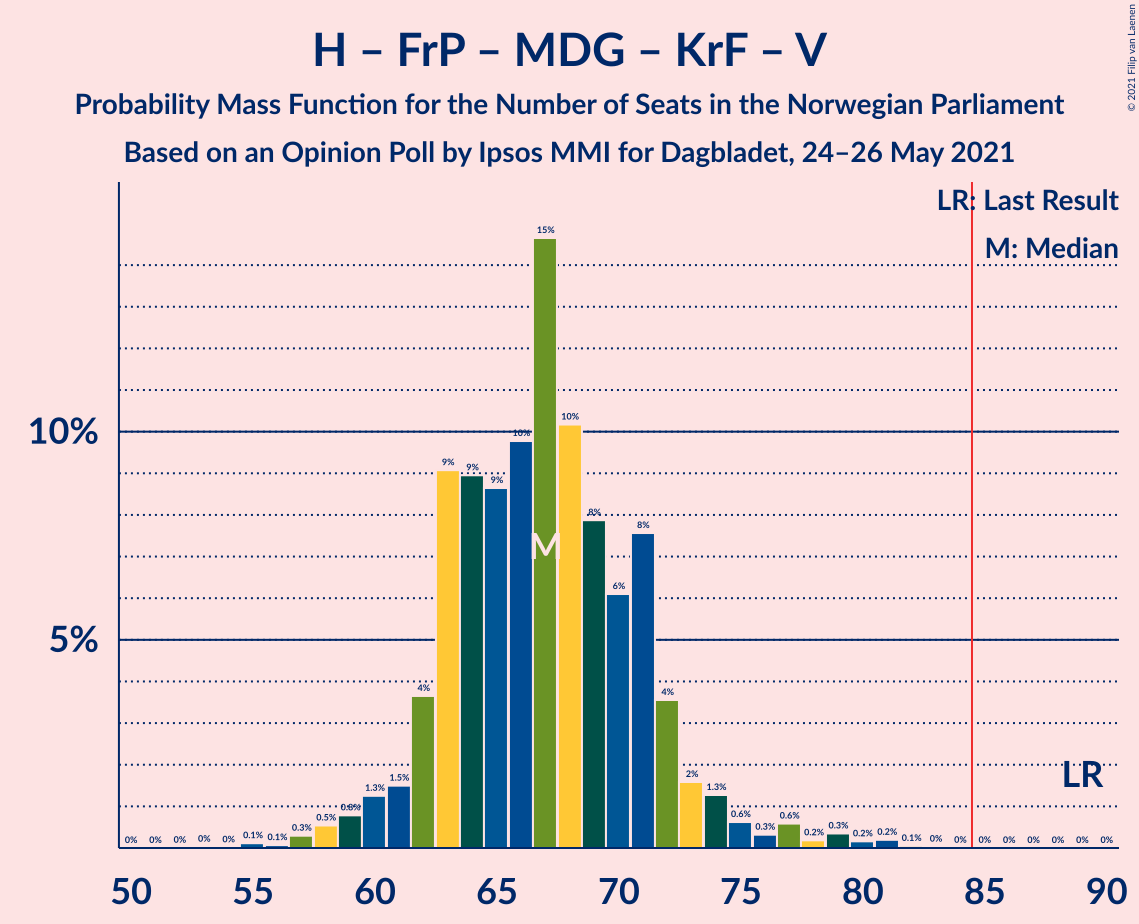 H – FrP – MDG – KrF – V
Probability Mass Function for the Number of Seats in the Norwegian Parliament
Based on an Opinion Poll by Ipsos MMI for Dagbladet, 24–26 May 2021
© 2021 Filip van Laenen
LR: Last Result
M: Median
10%
5%
0% 0% 0% 0% 0% 0.1% 0.1% 0.3% 0.5% 0.8% 1.3% 1.5% 4% 9% 9% 9% 10% 15% 10% 8% 6% 8% 4% 2% 1.3% 0.6% 0.3% 0.6% 0.2% 0.3% 0.2% 0.2% 0.1% 0% 0% 0% 0% 0% 0% 0% 0%
M
LR
50 55 60 65 70 75 80 85 90